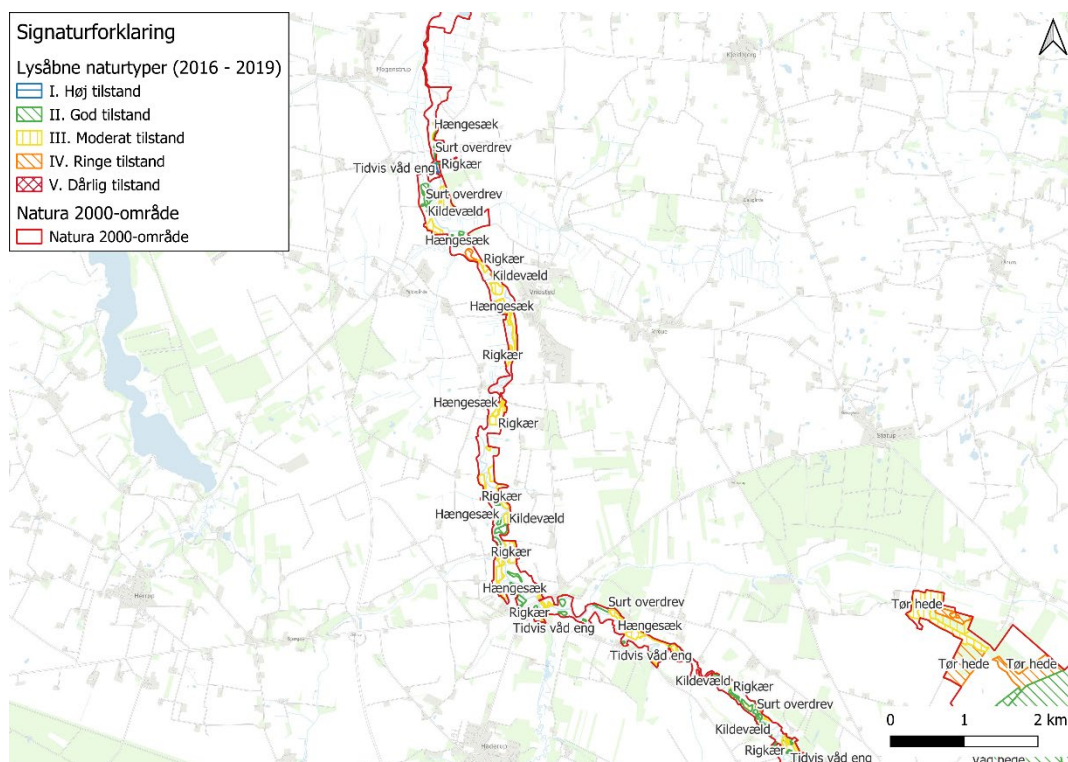 Signaturforklaring
Lysåbne naturtyper (2016 - 2019)
I. Høj tilstand
II. God tilstand
III. Moderat tilstand
IV. Ringe tilstand
V. Dårlig tilstand
Natura 2000-område
Natura 2000-område
Hængesæk
Surt overdrev
Tidvis våd eng
Rigkær
Surt overdrev
Kildevæld
Hængesæk
Rigkær
Kildevæld
Hængesæk
Rigkær
Hængesæk
Rigkær
Rigkær
Hængesæk
Kildevæld
Rigkær
Hængesæk
Rigkær
Surt overdrev
Tidvis våd eng
Hængesæk
Tidvis våd eng
Kildevæld
Rigkær
Surt overdrev
Kildevæld
Rigkær
Tidvis våd eng
Tør hede
Tør hede
Tør hede
0 1 2 km